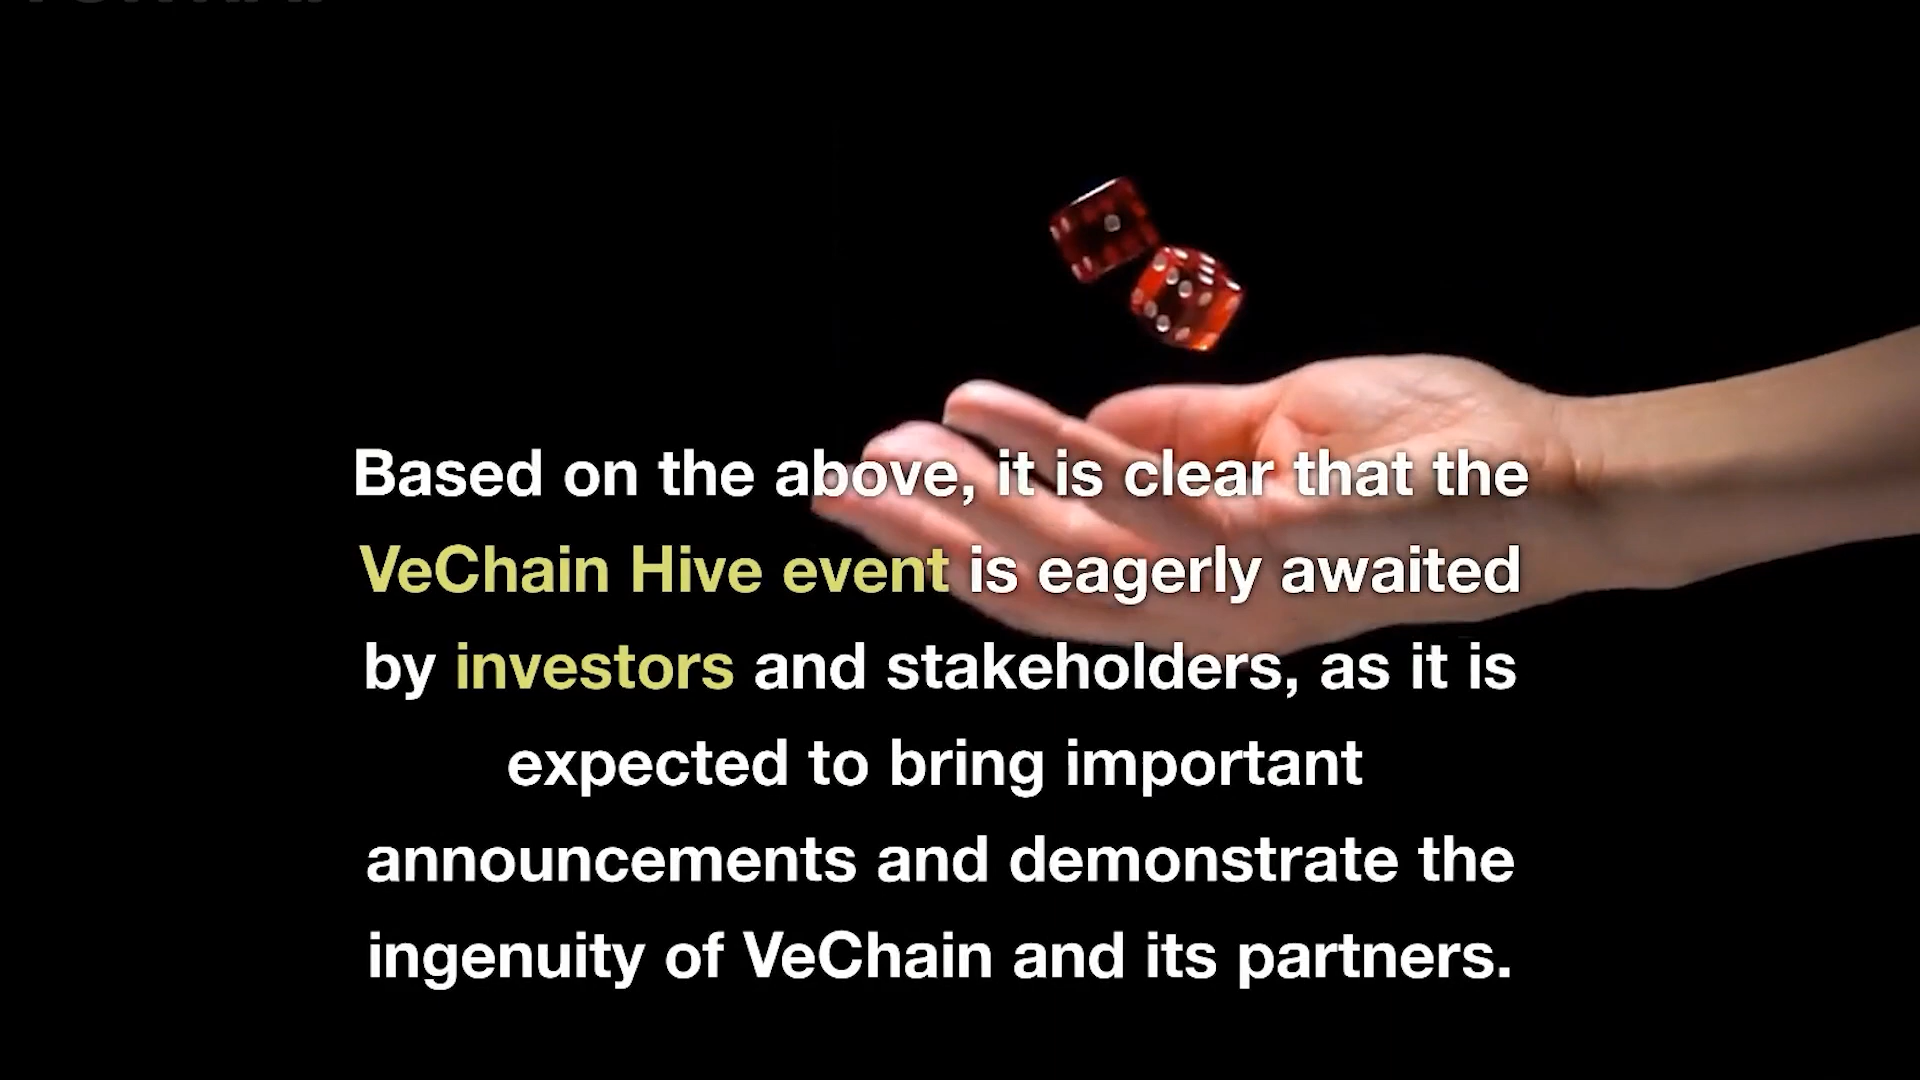 Based on the above, it is clear that the
VeChain Hive event is eagerly awaited
by investors and stakeholders, as it is
expected to bring important
announcements and demonstrate the
ingenuity of VeChain and its partners.